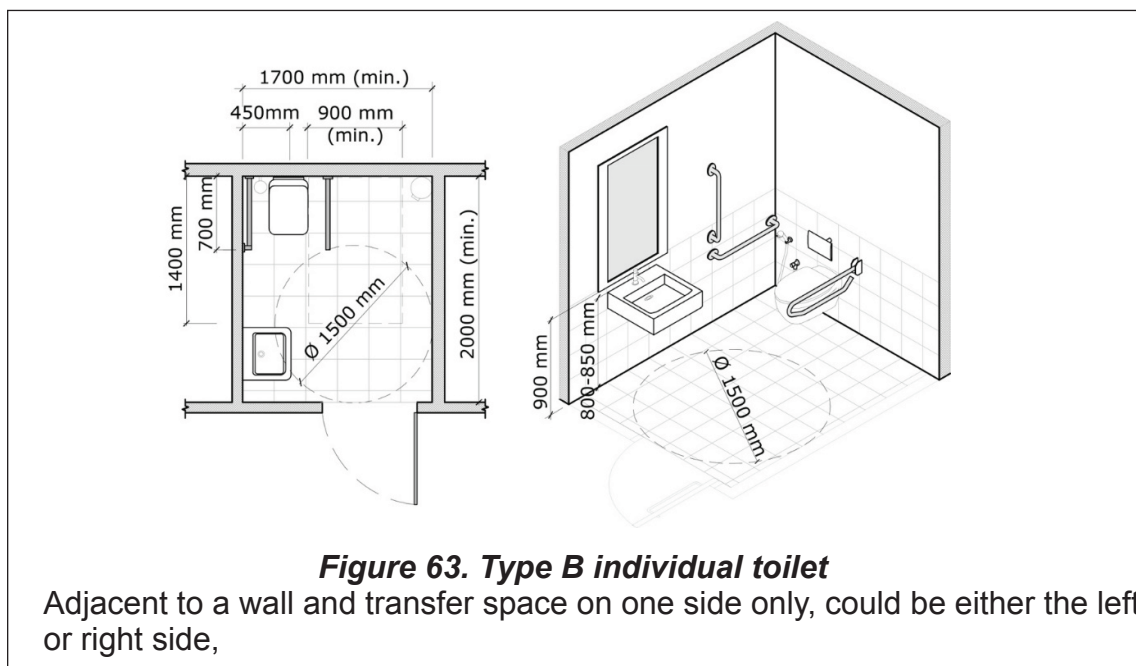 1700 mm (min.)
450mm
900 mm
(min.)
700 mm
1400 mm
2000 mm (min.)
Ø 1500 mm
900 mm
800-850 mm
Ø 1500 mm
Figure 63. Type B individual toilet
Adjacent to a wall and transfer space on one side only, could be either the left
or right side,